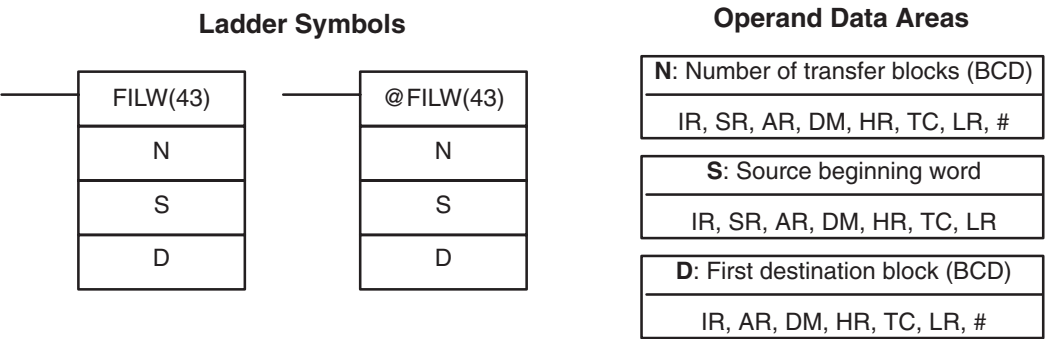 Ladder Symbols
FILW(43)
N
S
D
@FILW(43)
N
S
D
Operand Data Areas
N: Number of transfer blocks (BCD)
IR, SR, AR, DM, HR, TC, LR, #
S: Source beginning word
IR, SR, AR, DM, HR, TC, LR
D: First destination block (BCD)
IR, AR, DM, HR, TC, LR, #